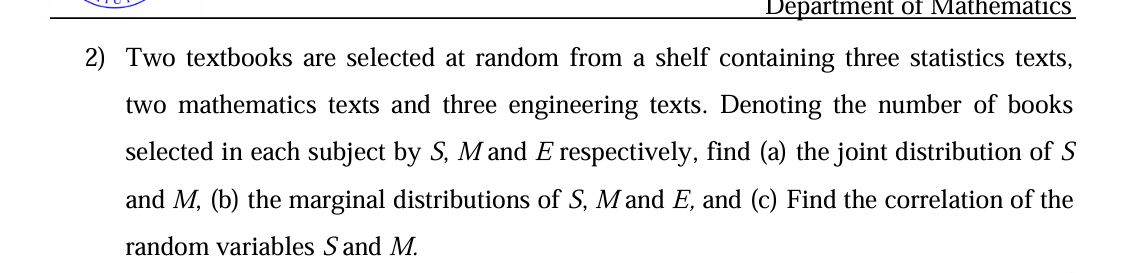 Department of Mathematics
2) Two textbooks are selected at random from a shelf containing three statistics texts,
two mathematics texts and three engineering texts. Denoting the number of books
selected in each subject by S, M and E respectively, find (a) the joint distribution of S
and M, (b) the marginal distributions of S, M and E, and (c) Find the correlation of the
random variables S and M.